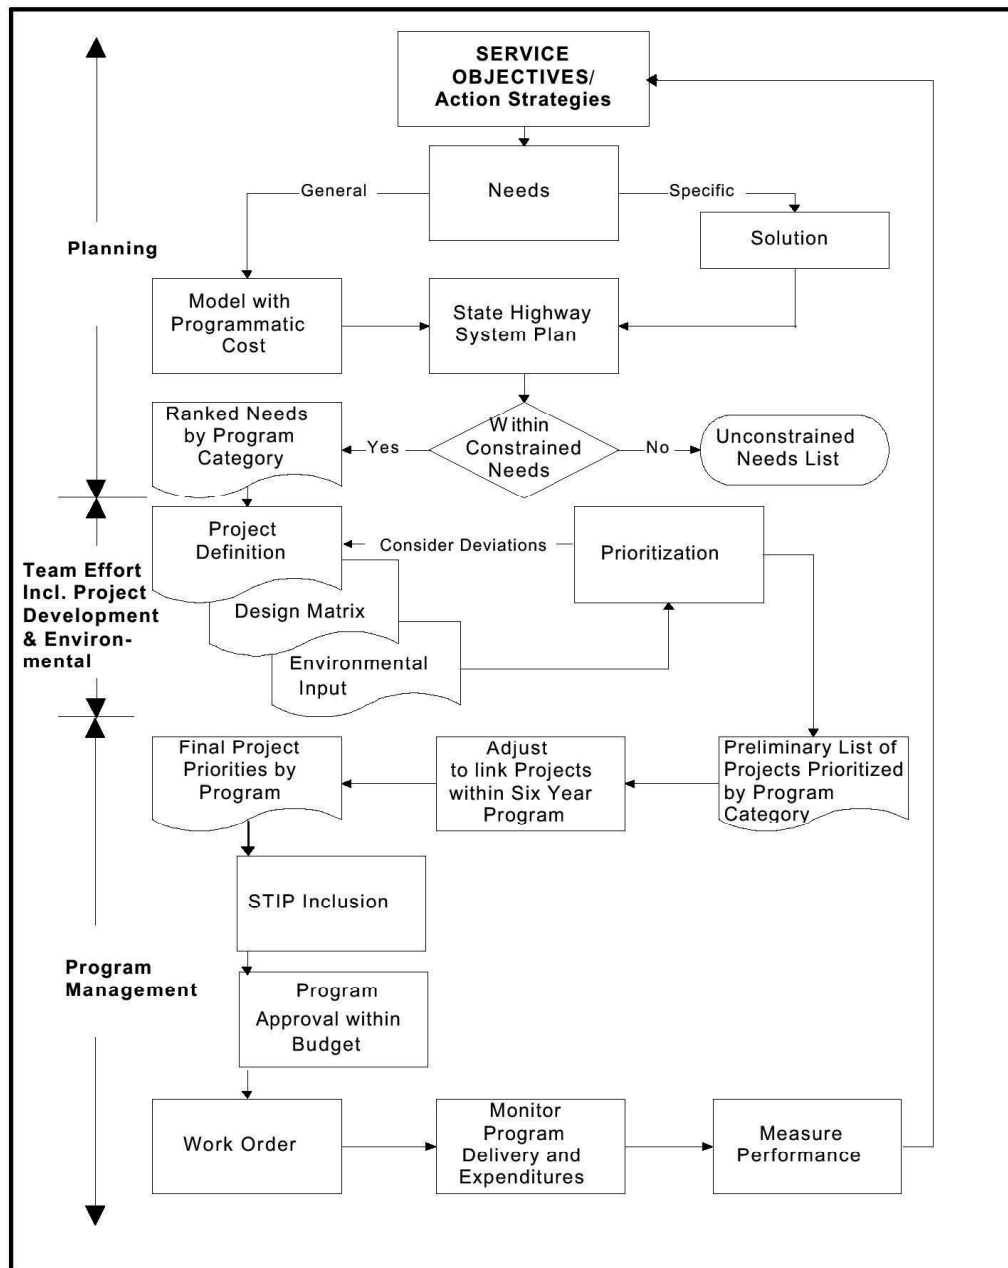 SERVICE
OBJECTIVES/
Action Strategies
General
Needs
Specific
Solution
Planning
Model with
Programmatic
Cost
State Highway
System Plan
Ranked Needs
by Program
Category
Yes
Within
Constrained
Needs
No
Unconstrained
Needs List
Project
Definition
Consider Deviations
Prioritization
Team Effort
Incl. Project
Development
& Environ-
mental
Design Matrix
Environmental
Input
Final Project
Priorities by
Program
Adjust
to link Projects
within Six Year
Program
Preliminary List of
Projects Prioritized
by Program
Category
STIP Inclusion
Program
Management
Program
Approval within
Budget
Work Order
Monitor
Program
Delivery and
Expenditures
Measure
Performance